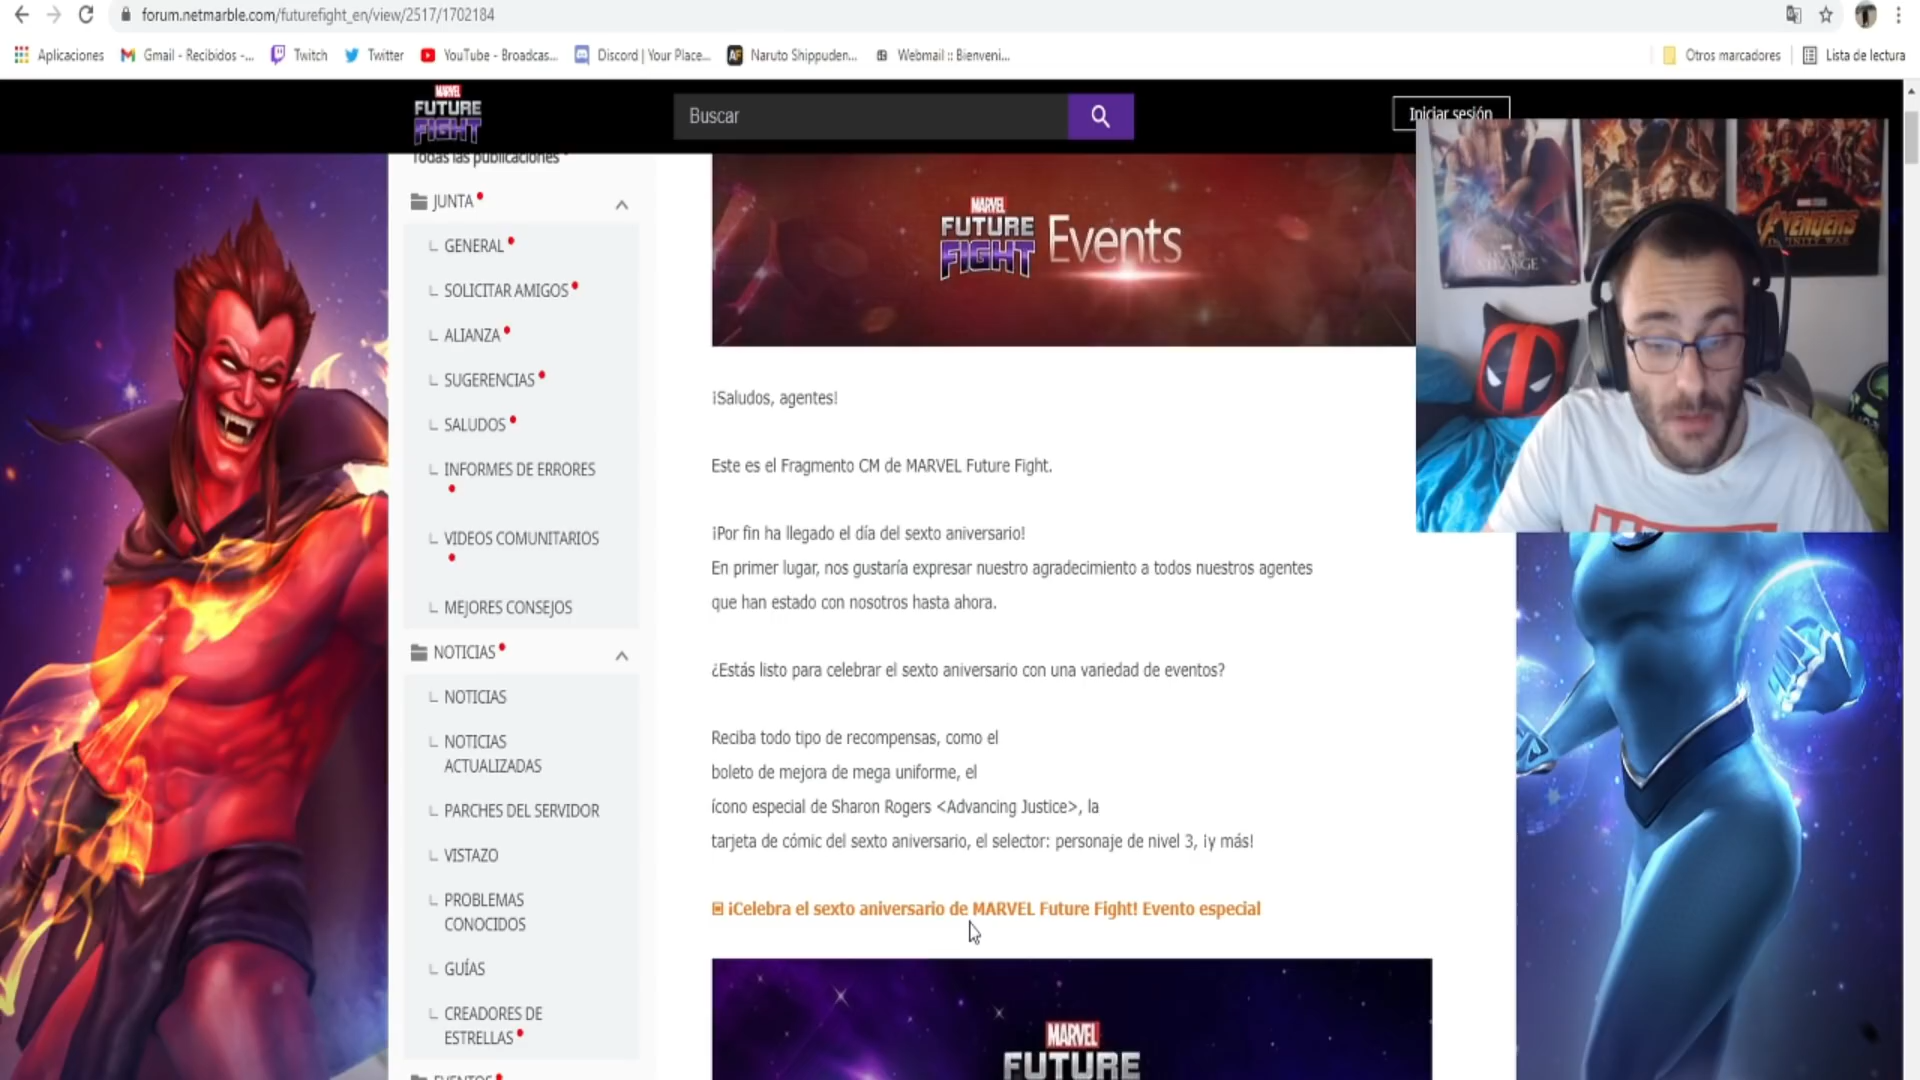 forum.netmarble.com/futurefight_en/view/2517/1702184
Aplicaciones
Gmail - Recibidos -...
Twitch
Twitter
YouTube - Broadcas...
Discord | Your Place...
Naruto Shippuden...
Webmail :: Bienveni...
Otros marcadores
Lista de lectura
MARVEL
FUTURE
FIGHT
Buscar
Iniciar sesión
Todas las publicaciones
JUNTA
GENERAL
SOLICITAR AMIGOS
ALIANZA
SUGERENCIAS
SALUDOS
INFORMES DE ERRORES
VIDEOS COMUNITARIOS
MEJORES CONSEJOS
NOTICIAS
NOTICIAS
NOTICIAS
ACTUALIZADAS
PARCHES DEL SERVIDOR
VISTAZO
PROBLEMAS
CONOCIDOS
GUÍAS
CREADORES DE
ESTRELLAS
EVENTOS
MARVEL
FUTURE
FIGHT
Events
¡Saludos, agentes!
Este es el Fragmento CM de MARVEL Future Fight.
¡Por fin ha llegado el día del sexto aniversario!
En primer lugar, nos gustaría expresar nuestro agradecimiento a todos nuestros agentes
que han estado con nosotros hasta ahora.
¿Estás listo para celebrar el sexto aniversario con una variedad de eventos?
Reciba todo tipo de recompensas, como el
boleto de mejora de mega uniforme, el
ícono especial de Sharon Rogers <Advancing Justice>, la
tarjeta de cómic del sexto aniversario, el selector: personaje de nivel 3, ¡y más!
▣ ¡Celebra el sexto aniversario de MARVEL Future Fight! Evento especial
MARVEL
FUTURE
STRANGE
AVENGERS
INFINITY WAR